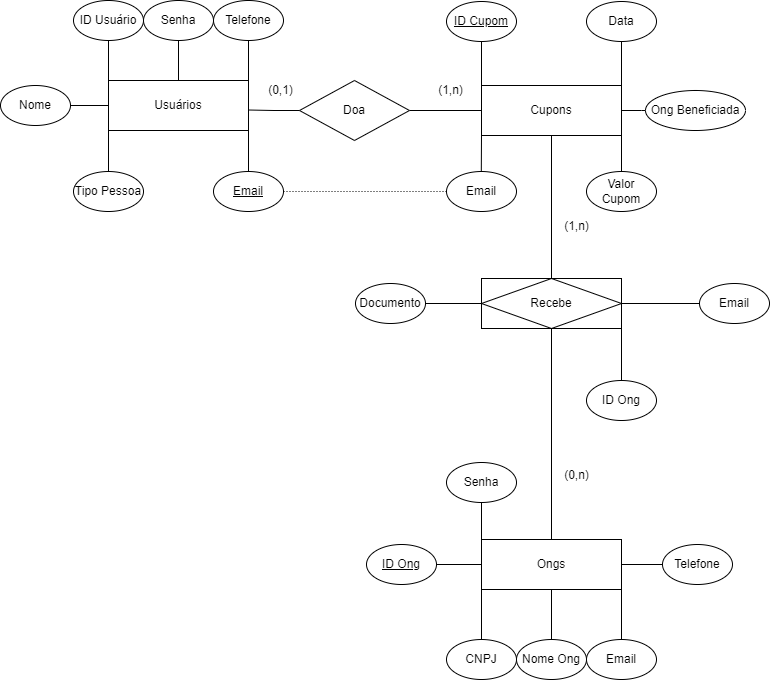 ID Usuário
Senha
Telefone
ID Cupom
Data
Nome
Usuários
(0,1)
Doa
(1,n)
Cupons
Ong Beneficiada
Tipo Pessoa
Email
Email
Valor
Cupom
(1,n)
Documento
Recebe
Email
ID Ong
(0,n)
Senha
ID Ong
Ongs
Telefone
CNPJ
Nome Ong
Email